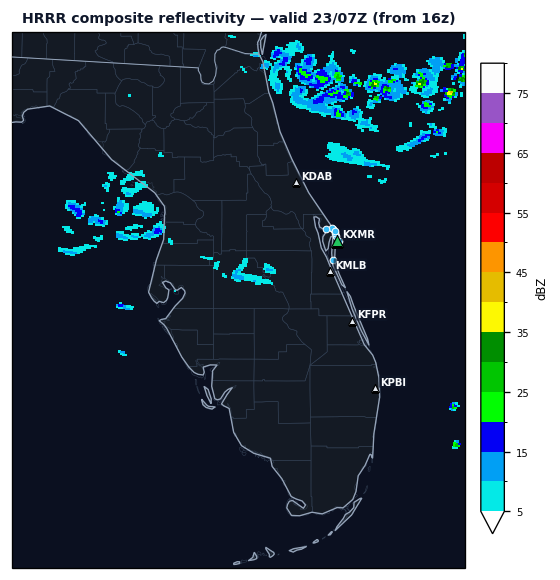 HRRR composite reflectivity — valid 23/07Z (from 16z)
KDAB
KXMR
KMLB
KFPR
KPBI
75
65
55
45
35
25
15
5
dBZ